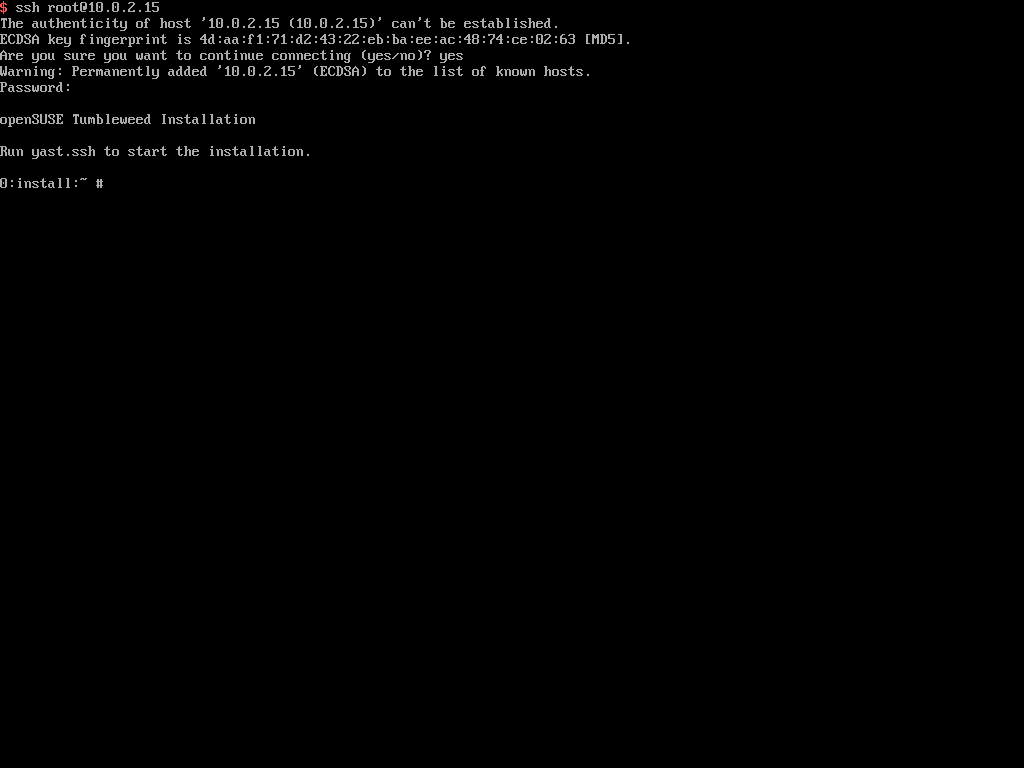 $ ssh root@10.0.2.15
The authenticity of host '10.0.2.15 (10.0.2.15)' can't be established.
ECDSA key fingerprint is 4d:aa:f1:71:d2:43:22:eb:ba:ee:ac:48:74:ce:02:63 [MD5].
Are you sure you want to continue connecting (yes/no)? yes
Warning: Permanently added '10.0.2.15' (ECDSA) to the list of known hosts.
Password:
openSUSE Tumbleweed Installation
Run yast.ssh to start the installation.
0:install:~ #